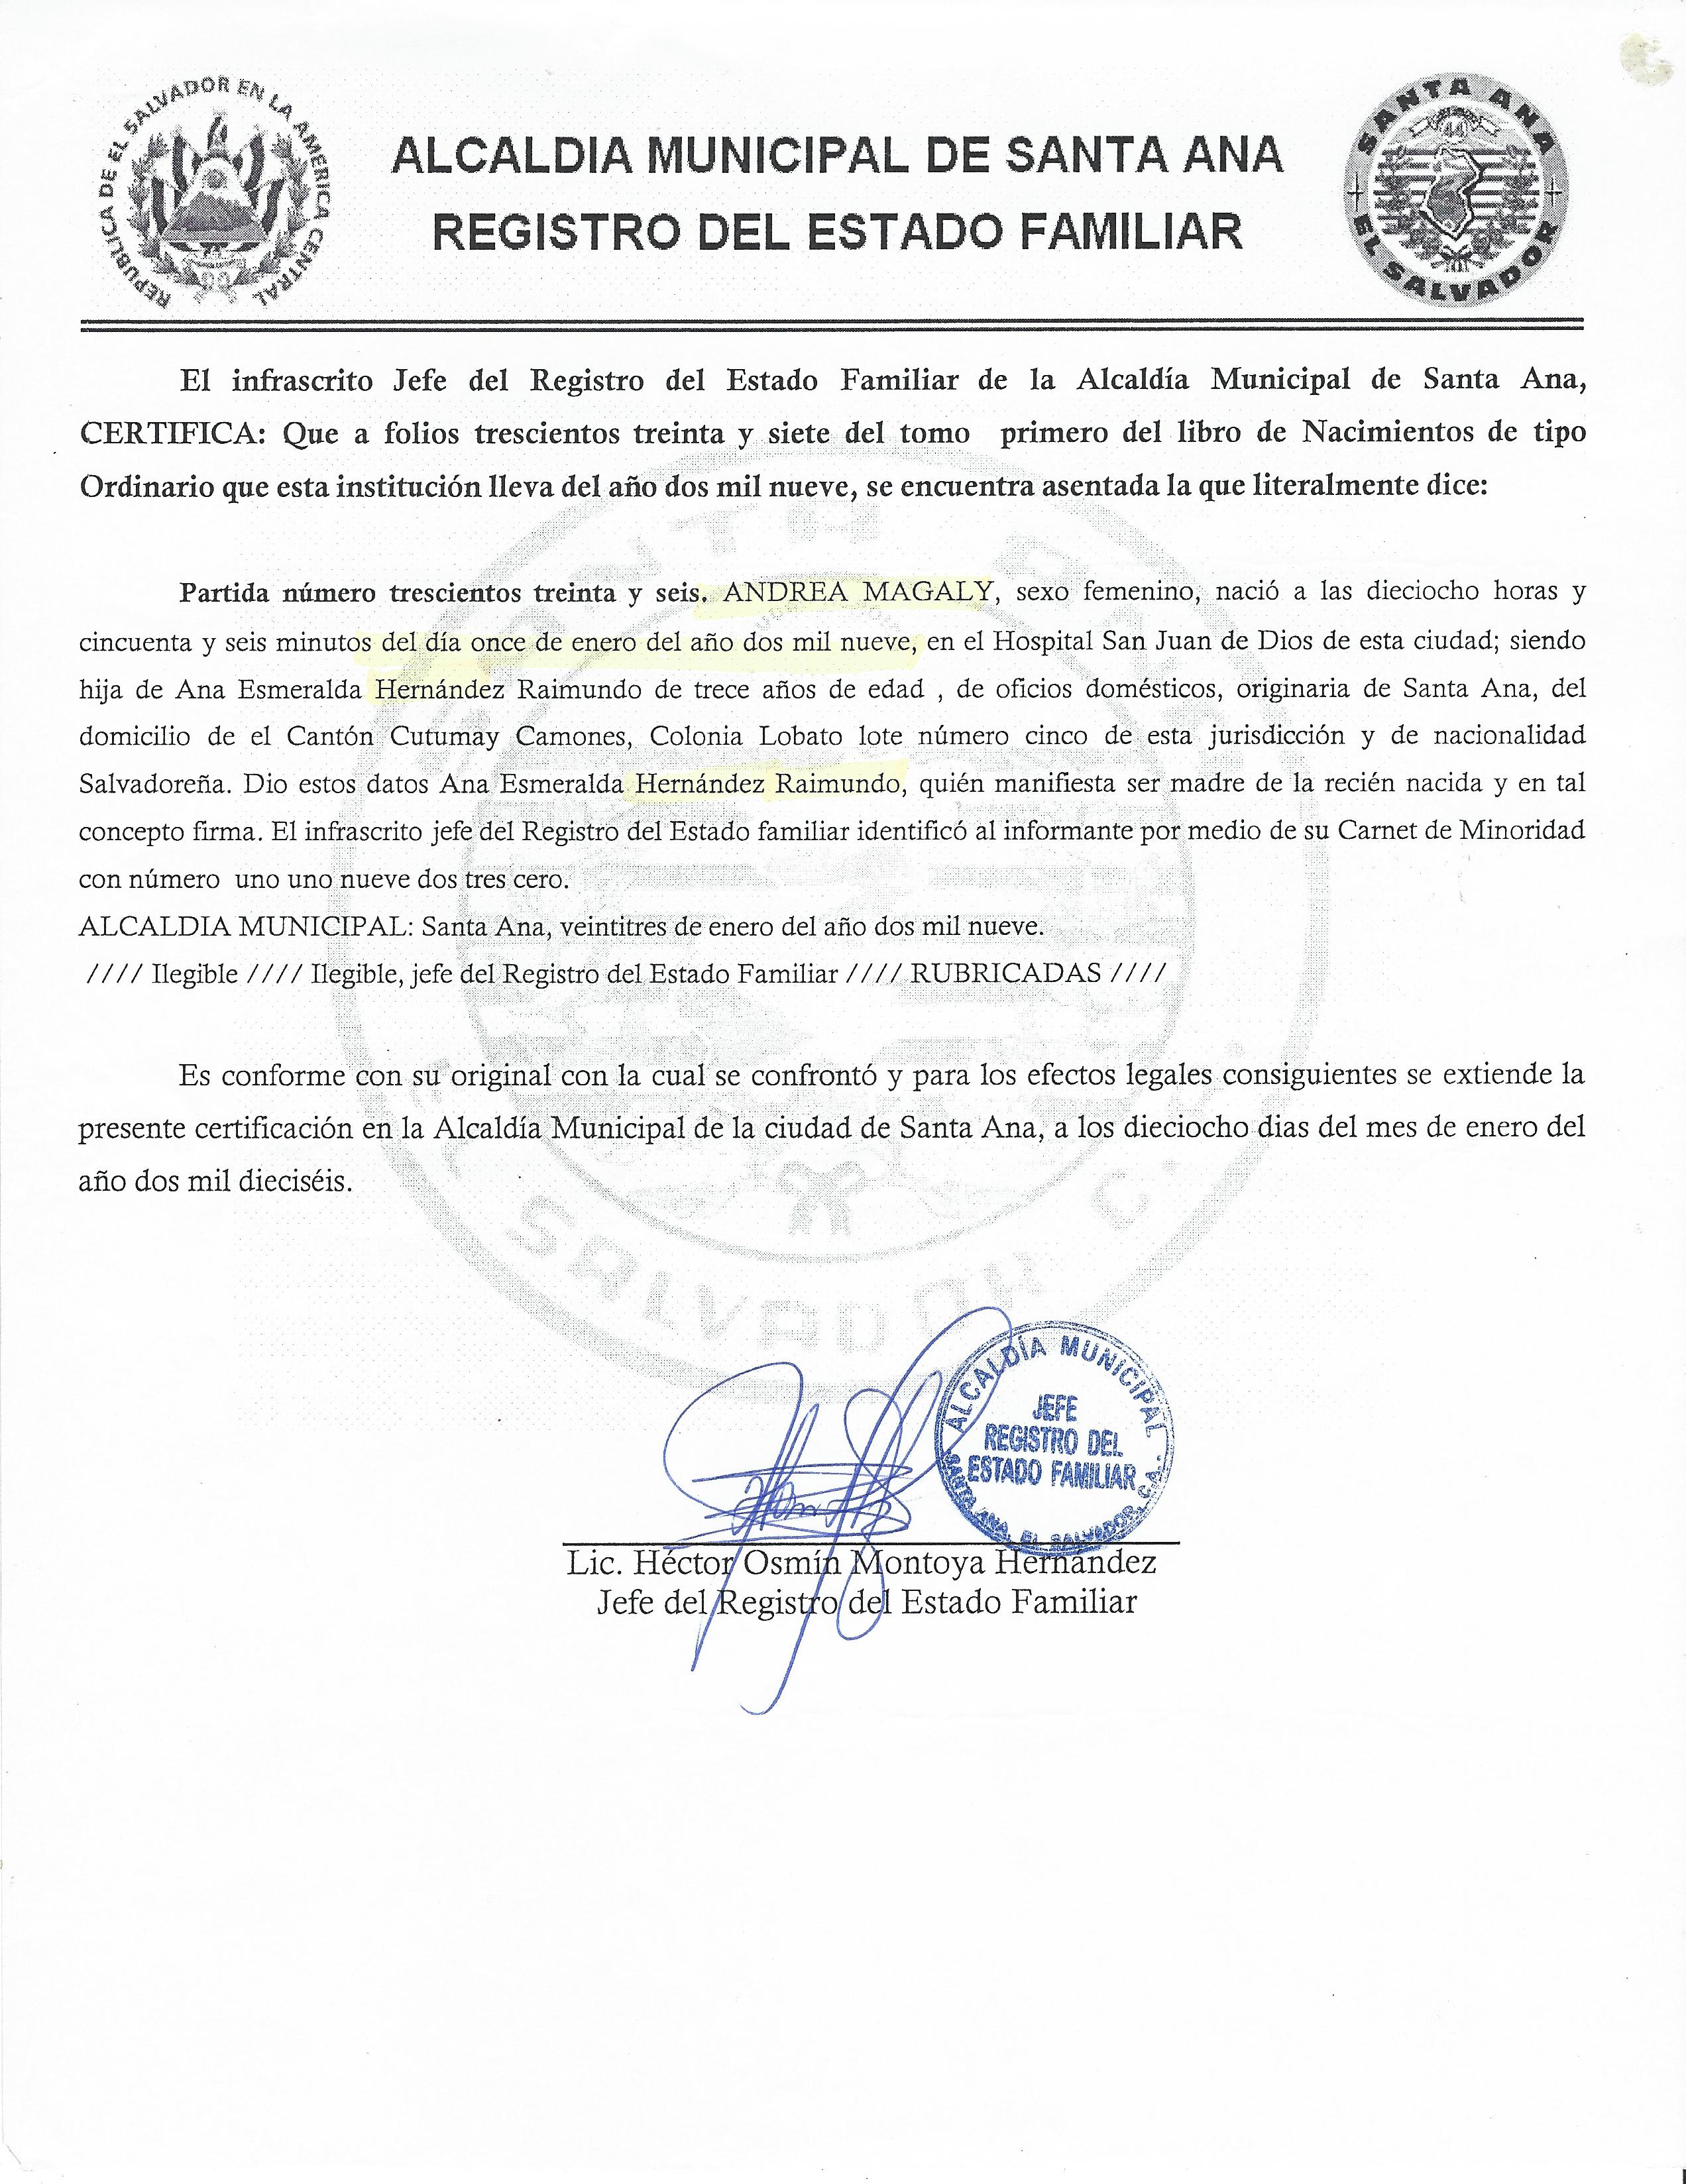 REPUBLICA DE EL SALVADOR EN LA AMERICA CENTRAL
ALCALDIA MUNICIPAL DE SANTA ANA
REGISTRO DEL ESTADO FAMILIAR
SANTA ANA
EL SALVADOR
El infrascrito Jefe del Registro del Estado Familiar de la Alcaldía Municipal de Santa Ana,
CERTIFICA: Que a folios trescientos treinta y siete del tomo primero del libro de Nacimientos de tipo
Ordinario que esta institución lleva del año dos mil nueve, se encuentra asentada la que literalmente dice:
Partida número trescientos treinta y seis. ANDREA MAGALY, sexo femenino, nació a las dieciocho horas y
cincuenta y seis minutos del día once de enero del año dos mil nueve, en el Hospital San Juan de Dios de esta ciudad; siendo
hija de Ana Esmeralda Hernández Raimundo de trece años de edad , de oficios domésticos, originaria de Santa Ana, del
domicilio de el Cantón Cutumay Camones, Colonia Lobato lote número cinco de esta jurisdicción y de nacionalidad
Salvadoreña. Dio estos datos Ana Esmeralda Hernández Raimundo, quién manifiesta ser madre de la recién nacida y en tal
concepto firma. El infrascrito jefe del Registro del Estado familiar identificó al informante por medio de su Carnet de Minoridad
con número uno uno nueve dos tres cero.
ALCALDIA MUNICIPAL: Santa Ana, veintitres de enero del año dos mil nueve.
//// Ilegible //// Ilegible, jefe del Registro del Estado Familiar //// RUBRICADAS ////
Es conforme con su original con la cual se confrontó y para los efectos legales consiguientes se extiende la
presente certificación en la Alcaldía Municipal de la ciudad de Santa Ana, a los dieciocho dias del mes de enero del
año dos mil dieciséis.
ALCALDÍA MUNICIPAL
JEFE
REGISTRO DEL
ESTADO FAMILIAR
SANTA ANA, EL SALVADOR, C.A.
Lic. Héctor Osmín Montoya Hernández
Jefe del Registro del Estado Familiar